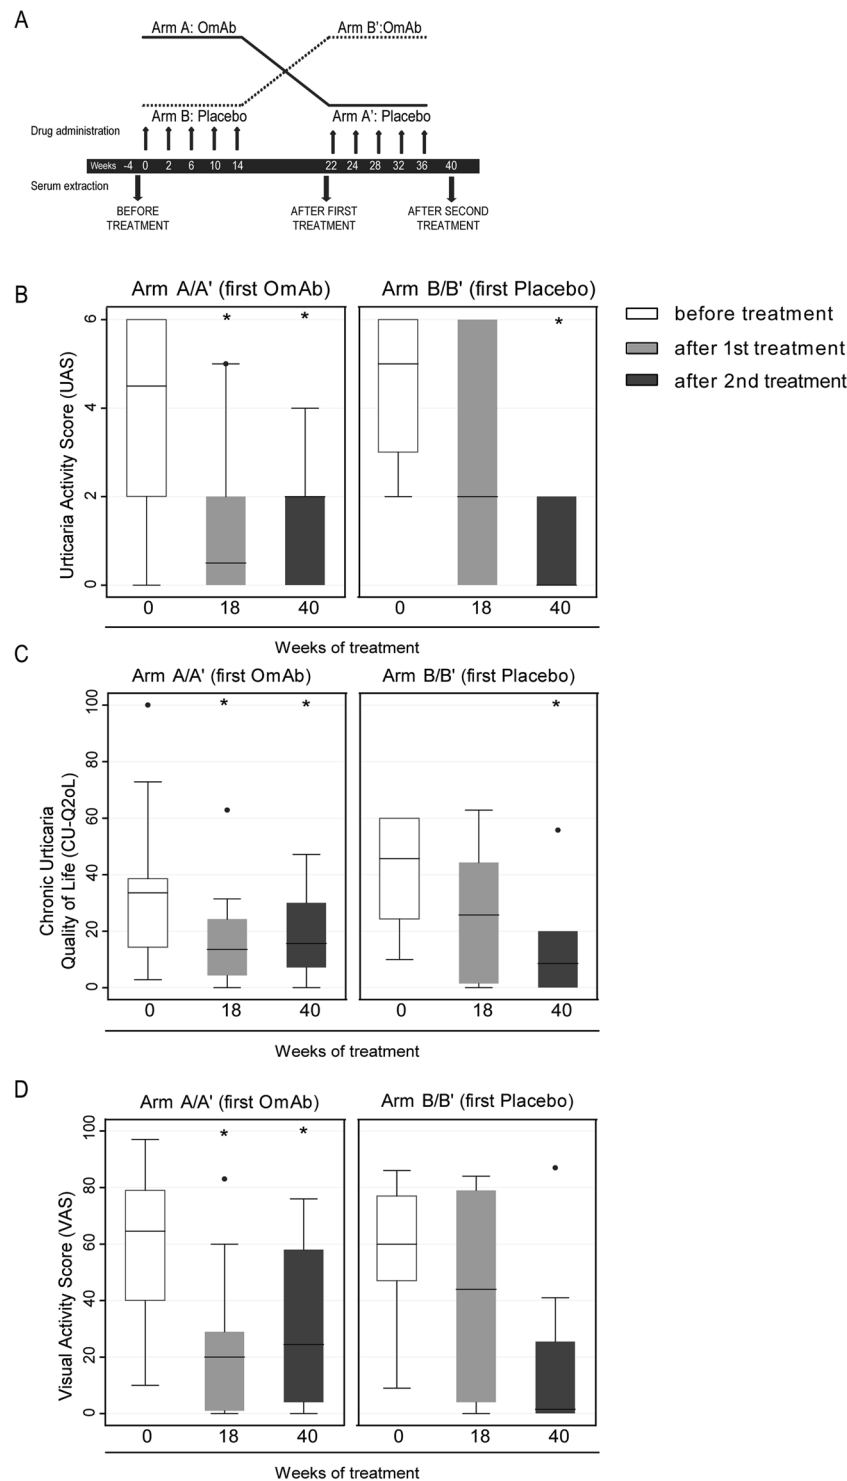 A
Arm A: OmAb
Arm B':OmAb
Arm B: Placebo
Arm A': Placebo
Drug administration
Weeks -4 0 2 6 10 14 22 24 28 32 36 40
Serum extraction
BEFORE
TREATMENT
AFTER FIRST
TREATMENT
AFTER SECOND
TREATMENT
B
Arm A/A' (first OmAb)
Arm B/B' (first Placebo)
before treatment
after 1st treatment
after 2nd treatment
Urticaria Activity Score (UAS)
6
4
2
0
* * *
0 18 40 0 18 40
Weeks of treatment
C
Arm A/A' (first OmAb)
Arm B/B' (first Placebo)
Chronic Urticaria
Quality of Life (CU-Q2oL)
100
80
60
40
20
0
* * *
0 18 40 0 18 40
Weeks of treatment
D
Arm A/A' (first OmAb)
Arm B/B' (first Placebo)
Visual Activity Score (VAS)
100
80
60
40
20
0
* *
0 18 40 0 18 40
Weeks of treatment